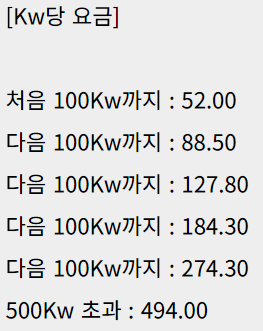 [Kw당 요금]
처음 100Kw까지 : 52.00
다음 100Kw까지 : 88.50
다음 100Kw까지 : 127.80
다음 100Kw까지 : 184.30
다음 100Kw까지 : 274.30
500Kw 초과 : 494.00